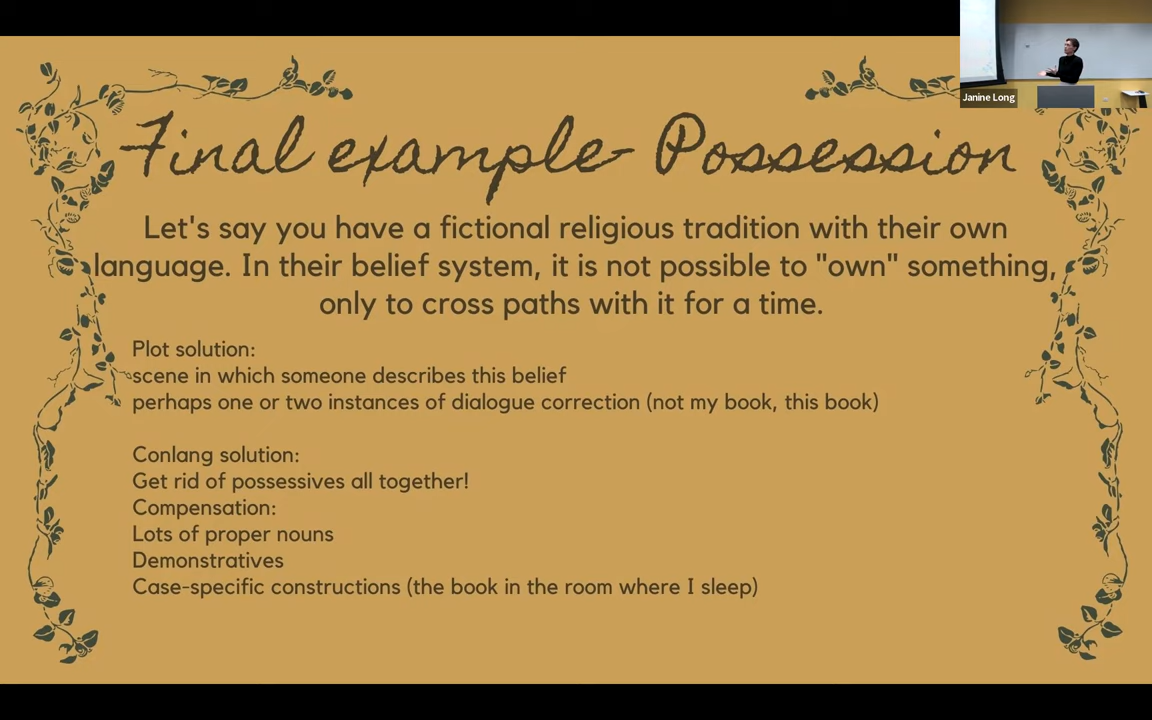 Janine Long
Final example- Possession
Let's say you have a fictional religious tradition with their own
language. In their belief system, it is not possible to "own" something,
only to cross paths with it for a time.
Plot solution:
scene in which someone describes this belief
perhaps one or two instances of dialogue correction (not my book, this book)
Conlang solution:
Get rid of possessives all together!
Compensation:
Lots of proper nouns
Demonstratives
Case-specific constructions (the book in the room where I sleep)